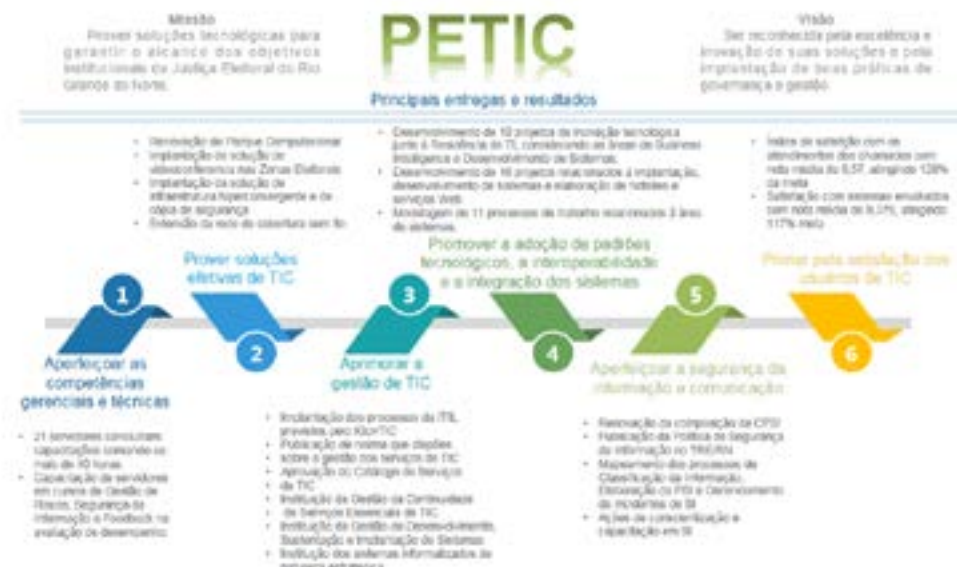 Missão
Prover soluções tecnológicas para
garantir o alcance dos objetivos
institucionais da Justiça Eleitoral do Rio
Grande do Norte.
PETIC
Principais entregas e resultados
Visão
Ser reconhecida pela excelência e
inovação de suas soluções e pela
implantação de boas práticas de
governança e gestão.
• Renovação do Parque Computacional
• Implantação da solução de
videoconferência nas Zonas Eleitorais
• Implantação da solução de
infraestrutura hiperconvergente e de
cópia de segurança
• Extensão da rede de cobertura sem fio
• Desenvolvimento de 10 projetos de inovação tecnológica
junto à Residência de TI, considerando as áreas de Business
Intelligence e Desenvolvimento de Sistemas.
• Desenvolvimento de 16 projetos relacionados à implantação,
desenvolvimento de sistemas e elaboração de hotsites e
serviços Web
• Modelagem de 11 processos de trabalho relacionados à área
de sistemas.
• Índice de satisfação com os
atendimentos dos chamados com
nota média de 9,57, atingindo
da meta
• Satisfação com sistemas
com nota média de atingindo
117% meta
Prover soluções
efetivas de TIC
Promover a adoção de padrões
tecnológicos, a interoperabilidade
e a integração dos sistemas
Primar pela satisfação dos
usuários de TIC
1
2
3
4
5
6
Aperfeiçoar as
competências
gerenciais e técnicas
Aprimorar a
gestão de TIC
Aperfeiçoar a segurança da
informação e comunicação
• 21 servidores concluíram
capacitações somando-se
mais de horas
• Capacitação de servidores
em cursos de Gestão de
Riscos, Segurança da
Informação e Feedback na
avaliação de desempenho
• Implantação dos processos da ITIL
previstos pelo
• Publicação de norma que dispões
• sobre a gestão dos serviços de TIC
• Aprovação do Catálogo de Serviços
• de TIC
• Instituição da Gestão da Continuidade
• de Serviços Essenciais de TIC
• Instituição da Gestão de Desenvolvimento,
Sustentação e Implantação de Sistemas
• Instituição dos sistemas informatizados de
natureza estratégica
• Renovação da composição da CPSI
• Publicação da Política de Segurança
da Informação do TRE/RN
• Mapeamento dos processos de
Classificação da Informação,
Elaboração do PSI e Gerenciamento
de Incidentes de SI
• Ações de conscientização e
capacitação em SI